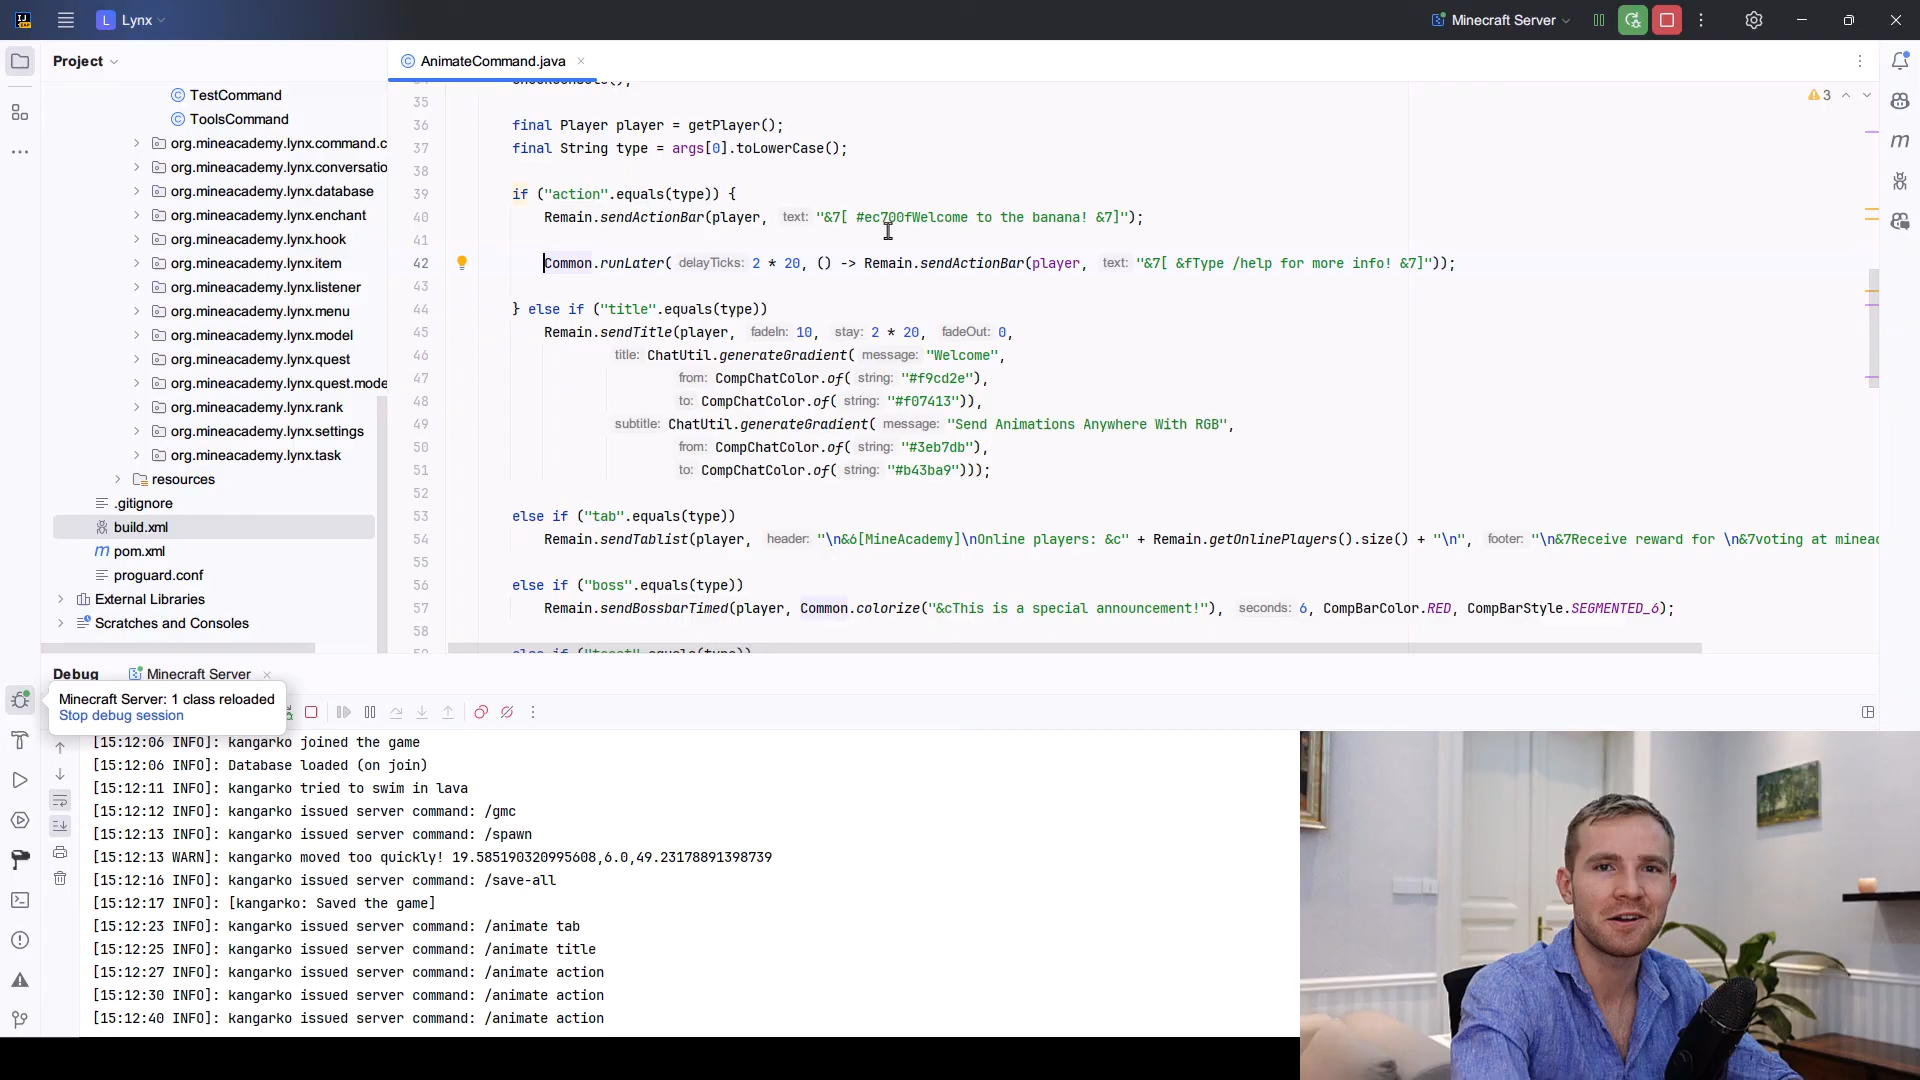 L Lynx
Minecraft Server
Project
AnimateCommand.java
TestCommand
ToolsCommand
org.mineacademy.lynx.command.c
org.mineacademy.lynx.conversatio
org.mineacademy.lynx.database
org.mineacademy.lynx.enchant
org.mineacademy.lynx.hook
org.mineacademy.lynx.item
org.mineacademy.lynx.listener
org.mineacademy.lynx.menu
org.mineacademy.lynx.model
org.mineacademy.lynx.quest
org.mineacademy.lynx.quest.mode
org.mineacademy.lynx.rank
org.mineacademy.lynx.settings
org.mineacademy.lynx.task
resources
.gitignore
build.xml
m pom.xml
proguard.conf
External Libraries
Scratches and Consoles
3
35
36 final Player player = getPlayer();
37 final String type = args[0].toLowerCase();
38
39 if ("action".equals(type)) {
40 Remain.sendActionBar(player, text: "&7[ #ec700fWelcome to the banana! &7]");
41
42 Common.runLater( delayTicks: 2 * 20, () -> Remain.sendActionBar(player, text: "&7[ &fType /help for more info! &7]"));
43
44 } else if ("title".equals(type))
45 Remain.sendTitle(player, fadeIn: 10, stay: 2 * 20, fadeOut: 0,
46 title: ChatUtil.generateGradient( message: "Welcome",
47 from: CompChatColor.of( string: "#f9cd2e"),
48 to: CompChatColor.of( string: "#f07413")),
49 subtitle: ChatUtil.generateGradient( message: "Send Animations Anywhere With RGB",
50 from: CompChatColor.of( string: "#3eb7db"),
51 to: CompChatColor.of( string: "#b43ba9")));
52
53 else if ("tab".equals(type))
54 Remain.sendTablist(player, header: "\n&6[MineAcademy]\nOnline players: &c" + Remain.getOnlinePlayers().size() + "\n", footer: "\n&7Receive reward for \n&7voting at mineac
55
56 else if ("boss".equals(type))
57 Remain.sendBossbarTimed(player, Common.colorize("&cThis is a special announcement!"), seconds: 6, CompBarColor.RED, CompBarStyle.SEGMENTED_6);
58
Debug Minecraft Server
Minecraft Server: 1 class reloaded
Stop debug session
[15:12:06 INFO]: kangarko joined the game
[15:12:06 INFO]: Database loaded (on join)
[15:12:11 INFO]: kangarko tried to swim in lava
[15:12:12 INFO]: kangarko issued server command: /gmc
[15:12:13 INFO]: kangarko issued server command: /spawn
[15:12:13 WARN]: kangarko moved too quickly! 19.585190320995608,6.0,49.23178891398739
[15:12:16 INFO]: kangarko issued server command: /save-all
[15:12:17 INFO]: [kangarko: Saved the game]
[15:12:23 INFO]: kangarko issued server command: /animate tab
[15:12:25 INFO]: kangarko issued server command: /animate title
[15:12:27 INFO]: kangarko issued server command: /animate action
[15:12:30 INFO]: kangarko issued server command: /animate action
[15:12:40 INFO]: kangarko issued server command: /animate action